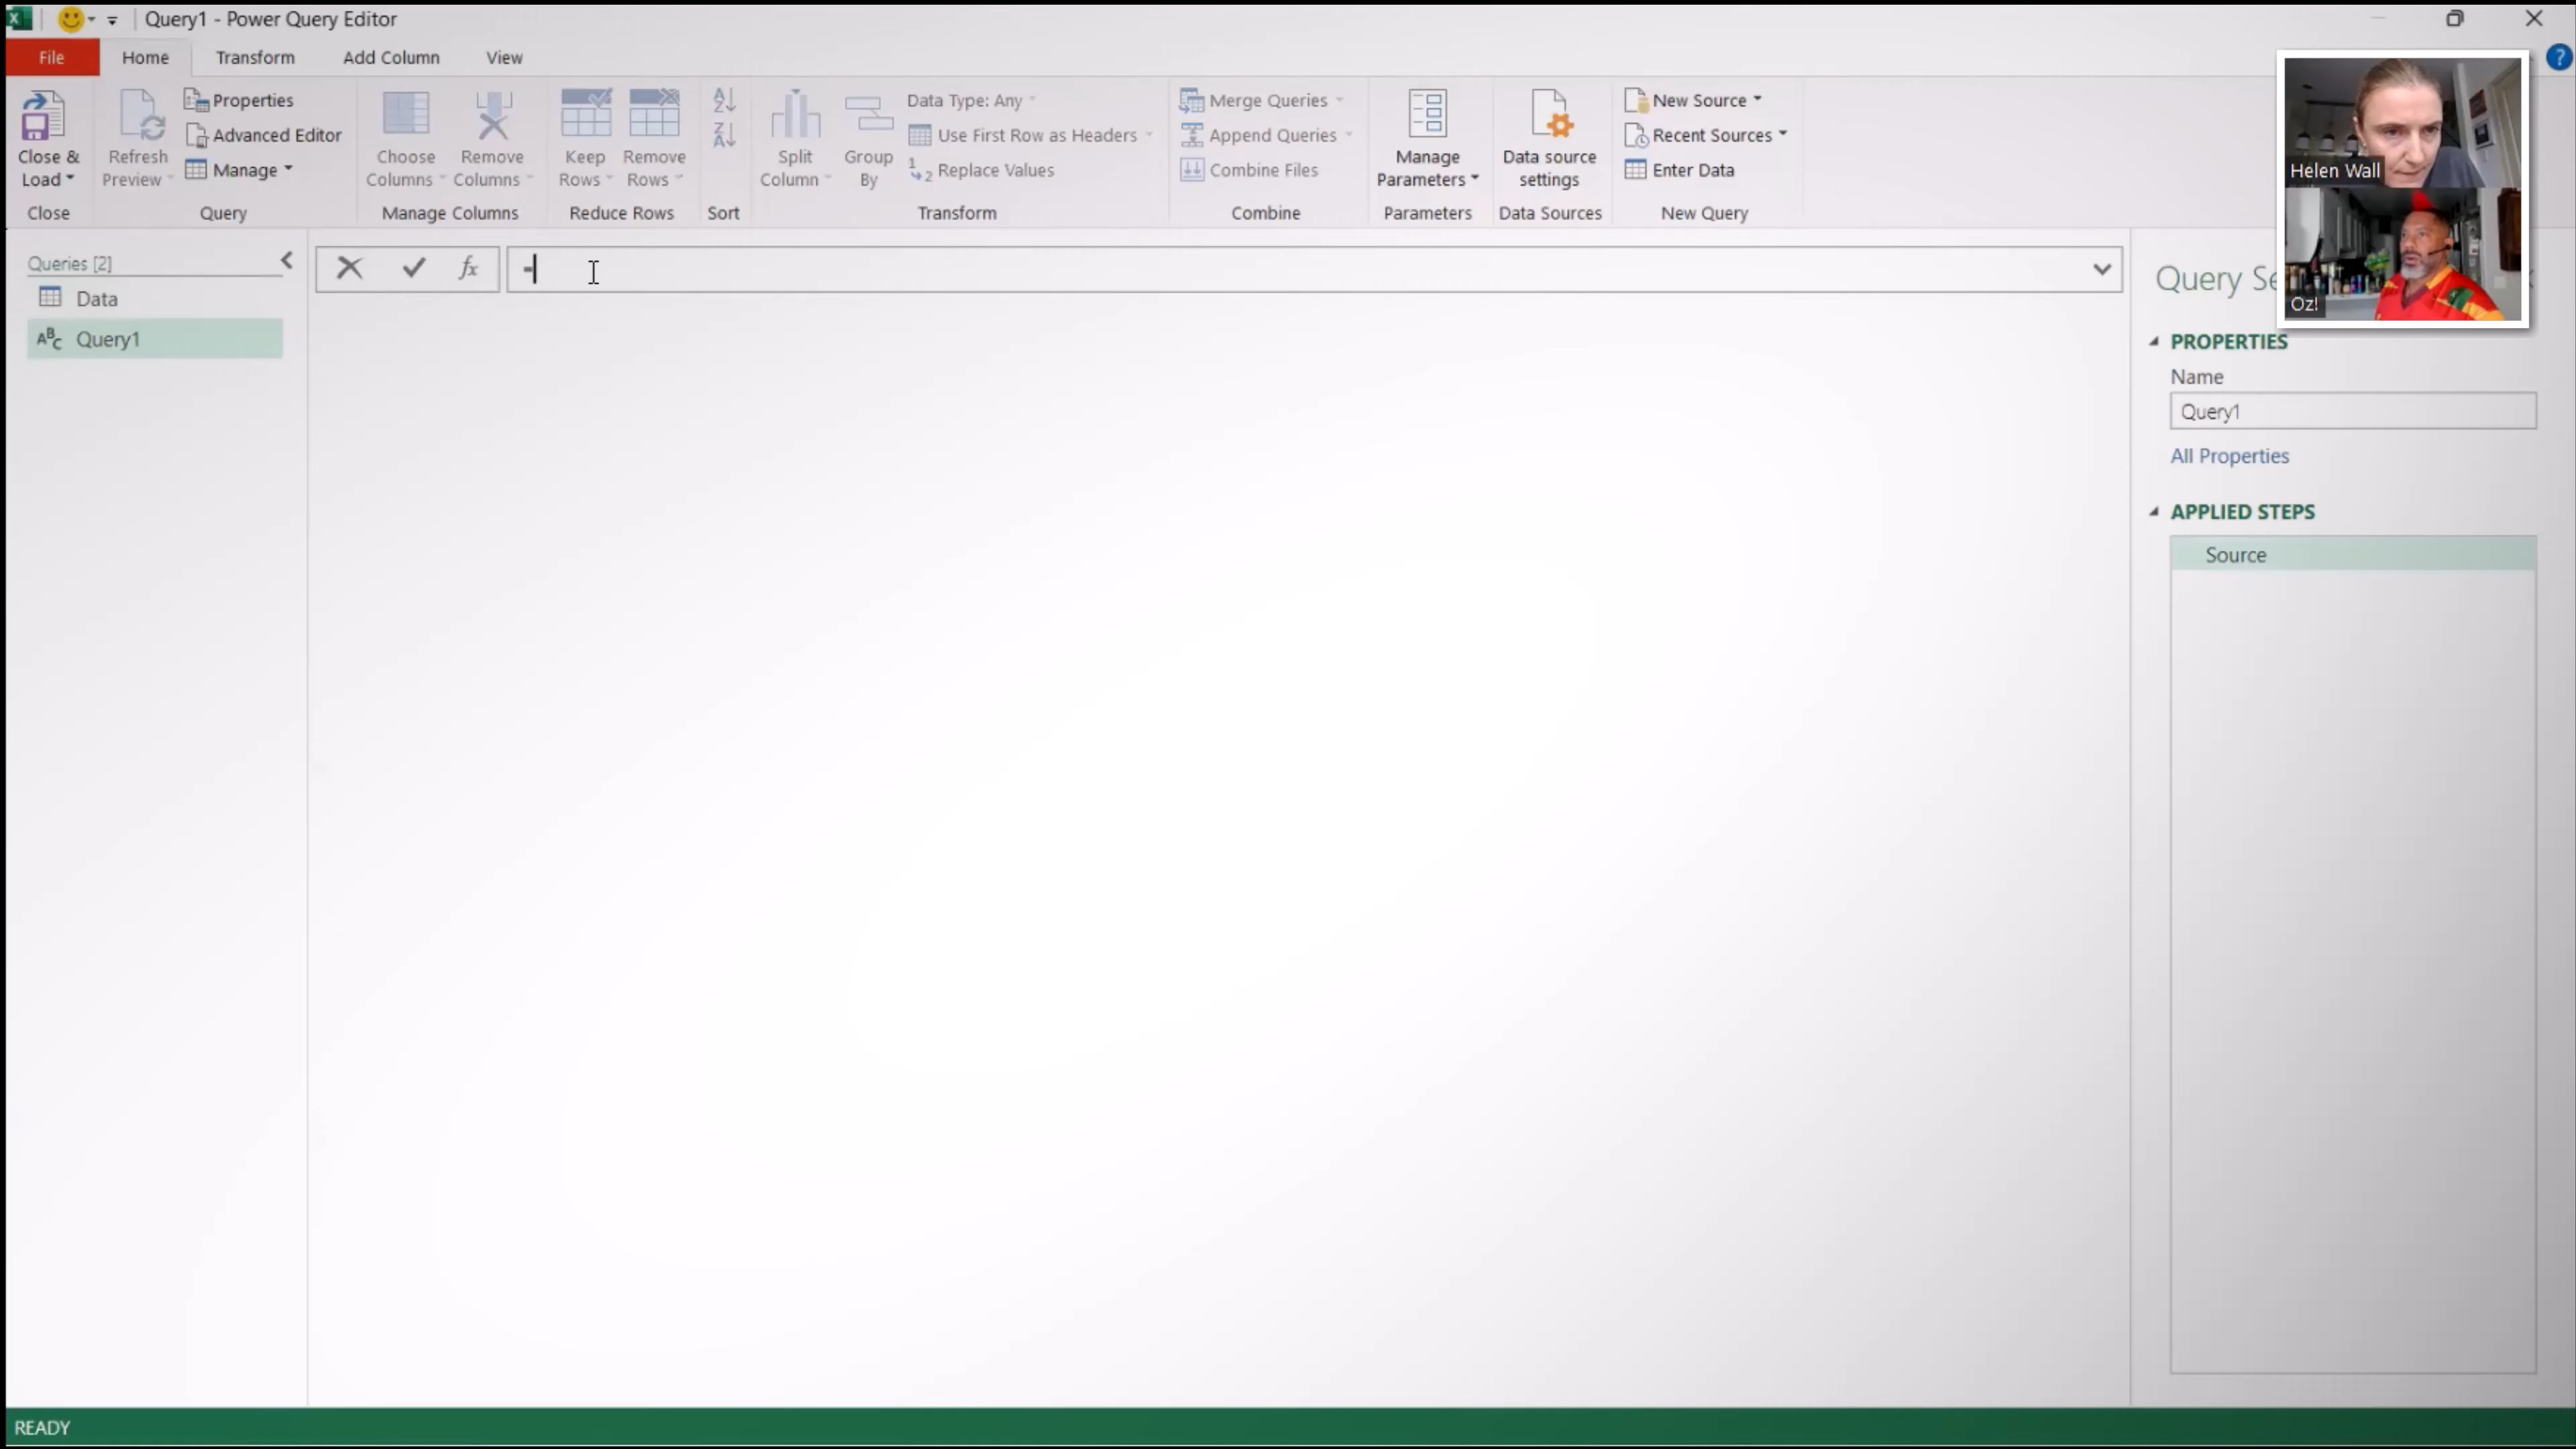 Query1 - Power Query Editor
File
Home
Transform
Add Column
View
?
Close &
Load
Close
Refresh
Preview
Properties
Advanced Editor
Manage
Query
Choose
Columns
Remove
Columns
Manage Columns
Keep
Rows
Remove
Rows
Reduce Rows
Sort
Split
Column
Group
By
Data Type: Any
Use First Row as Headers
Replace Values
Transform
Merge Queries
Append Queries
Combine Files
Combine
Manage
Parameters
Parameters
Data source
settings
Data Sources
New Source
Recent Sources
Enter Data
New Query
Helen Wall
Oz!
Queries [2]
Data
ABC Query1
fx
Query Se
PROPERTIES
Name
Query1
All Properties
APPLIED STEPS
Source
READY